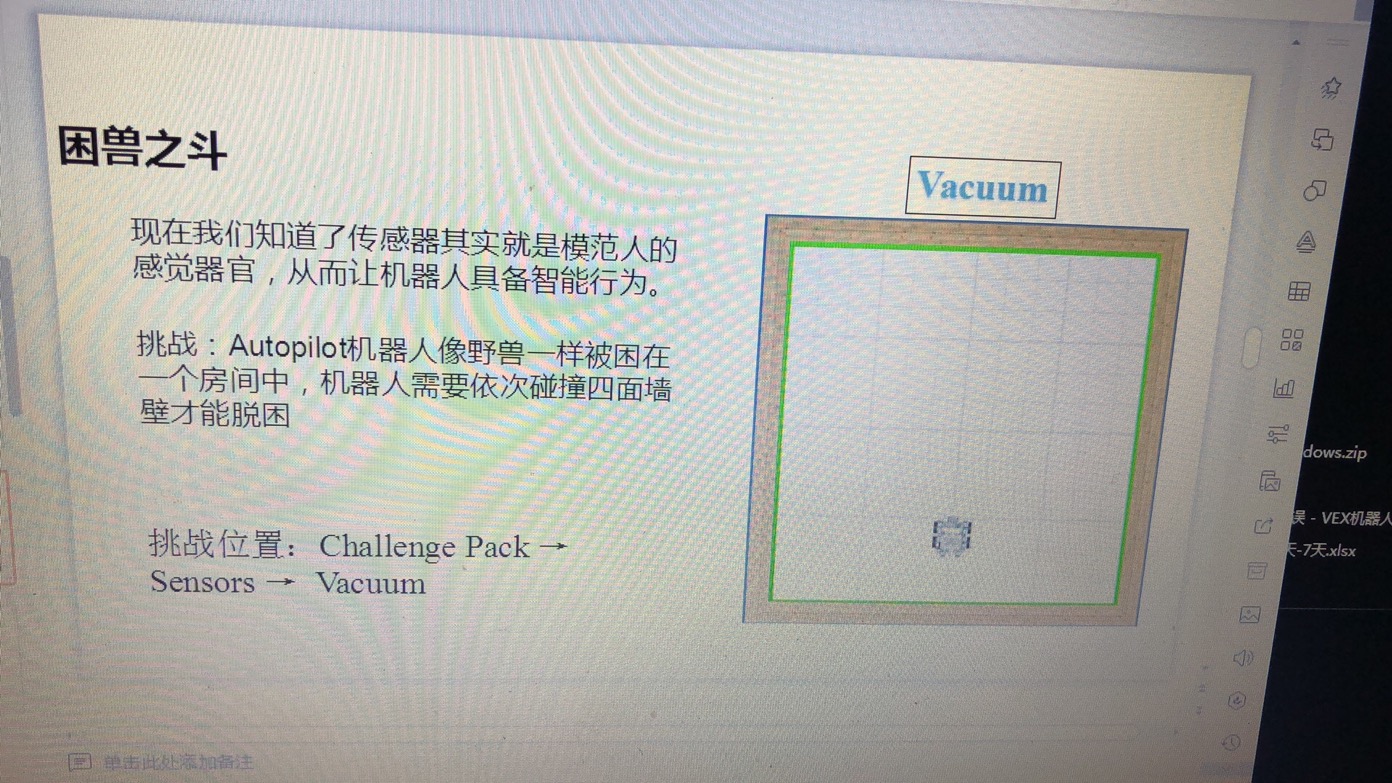 困兽之斗
Vacuum
现在我们知道了传感器其实就是模范人的
感觉器官，从而让机器人具备智能行为。
挑战：Autopilot机器人像野兽一样被困在
一个房间中，机器人需要依次碰撞四面墙
壁才能脱困
挑战位置： Challenge Pack →
Sensors → Vacuum
dows.zip
- VEX机器人
天-7天.xlsx
单击此处添加备注